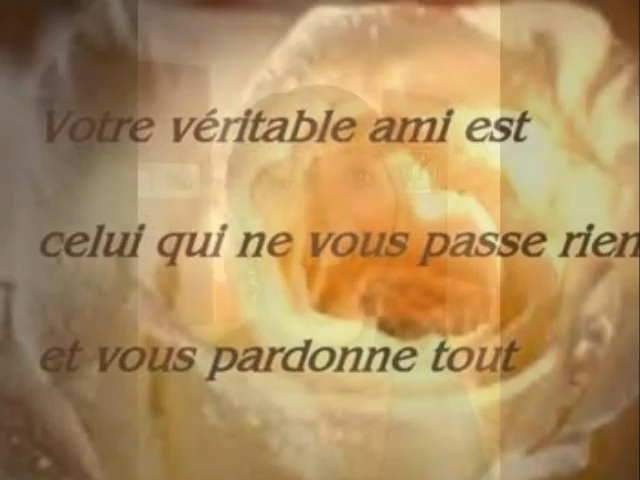 Votre véritable ami est
celui qui ne vous passe rien
et vous pardonne tout